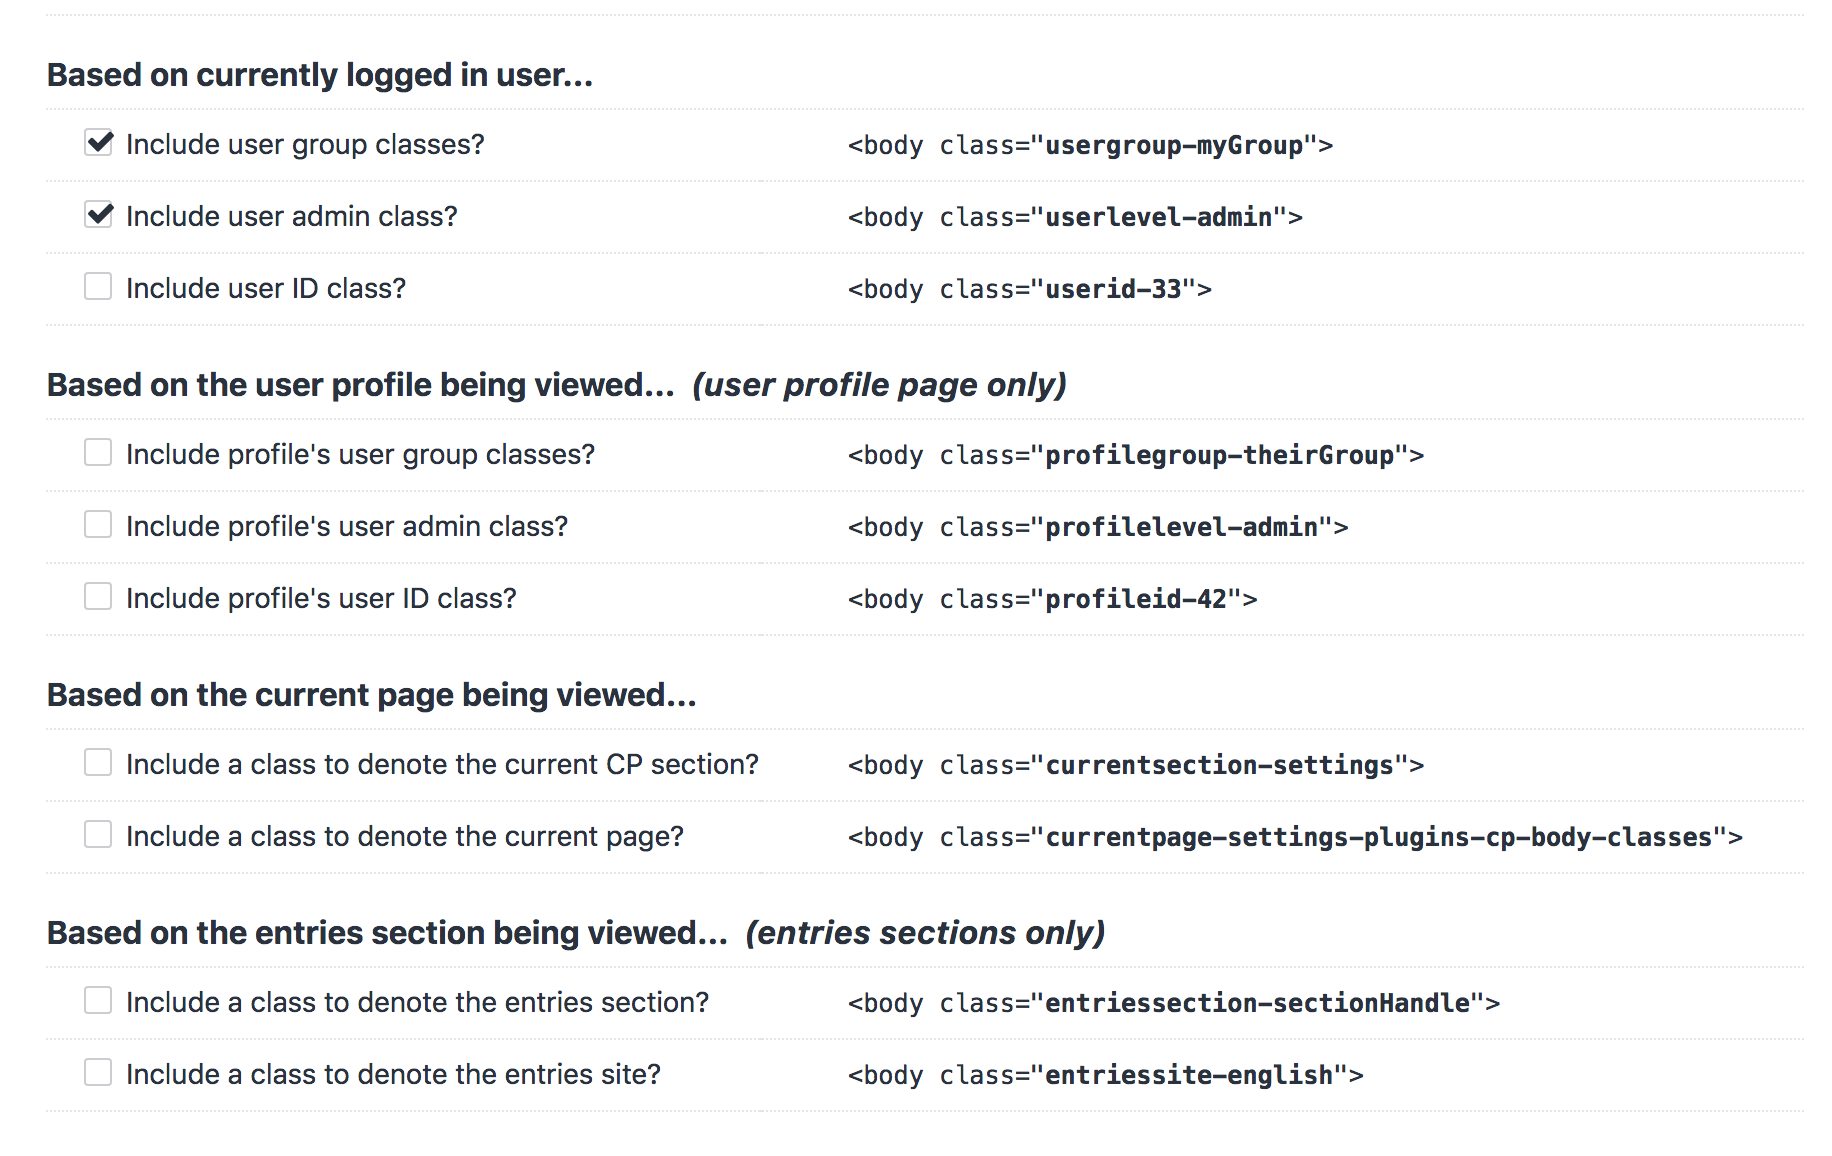 Based on currently logged in user...
Include user group classes? <body class="usergroup-myGroup">
Include user admin class? <body class="userlevel-admin">
Include user ID class? <body class="userid-33">
Based on the user profile being viewed... (user profile page only)
Include profile's user group classes? <body class="profilegroup-theirGroup">
Include profile's user admin class? <body class="profilelevel-admin">
Include profile's user ID class? <body class="profileid-42">
Based on the current page being viewed...
Include a class to denote the current CP section? <body class="currentsection-settings">
Include a class to denote the current page? <body class="currentpage-settings-plugins-cp-body-classes">
Based on the entries section being viewed... (entries sections only)
Include a class to denote the entries section? <body class="entriessection-sectionHandle">
Include a class to denote the entries site? <body class="entriessite-english">